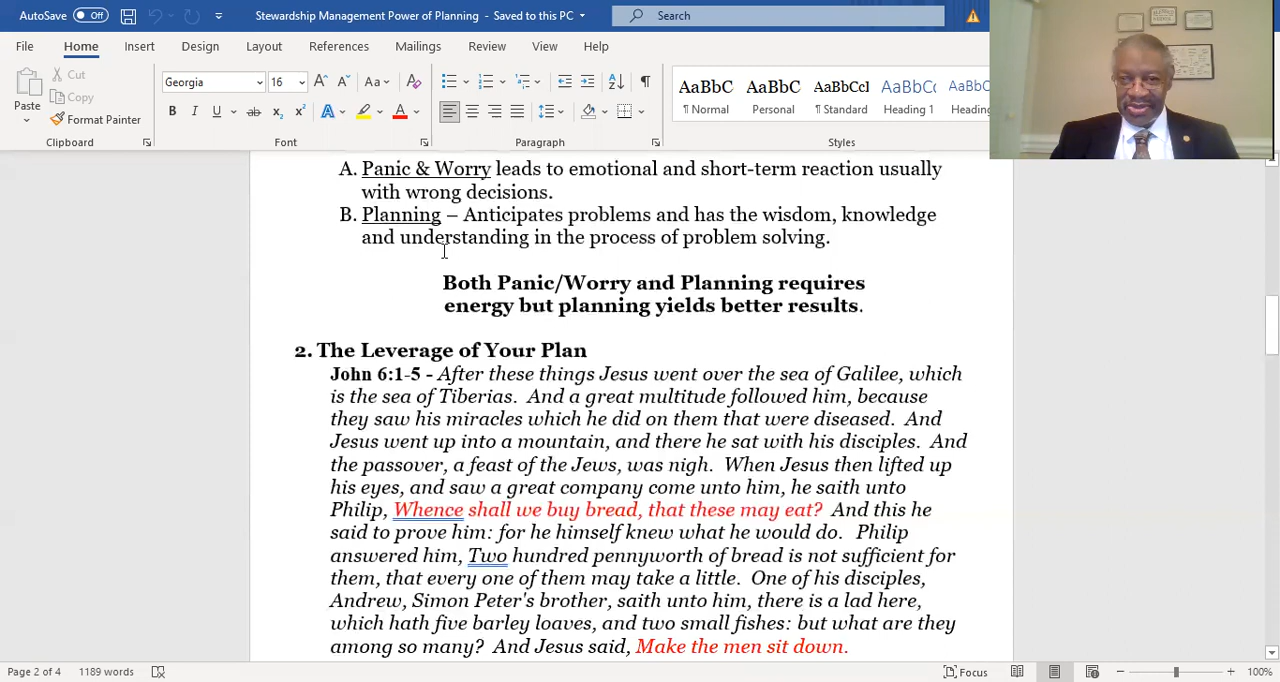 AutoSave Off Stewardship Management Power of Planning - Saved to this PC Search
File Home Insert Design Layout References Mailings Review View Help
Paste Cut Copy Format Painter
Georgia 16 Aa
B I U ab x₂ x² A A
AaBbC AaBbC AaBbCcI AaBbC AaBbC
¶ Normal Personal ¶ Standard Heading 1 Heading
Clipboard Font Paragraph Styles
A. Panic & Worry leads to emotional and short-term reaction usually
with wrong decisions.
B. Planning – Anticipates problems and has the wisdom, knowledge
and understanding in the process of problem solving.
Both Panic/Worry and Planning requires
energy but planning yields better results.
2. The Leverage of Your Plan
John 6:1-5 - After these things Jesus went over the sea of Galilee, which
is the sea of Tiberias. And a great multitude followed him, because
they saw his miracles which he did on them that were diseased. And
Jesus went up into a mountain, and there he sat with his disciples. And
the passover, a feast of the Jews, was nigh. When Jesus then lifted up
his eyes, and saw a great company come unto him, he saith unto
Philip, Whence shall we buy bread, that these may eat? And this he
said to prove him: for he himself knew what he would do. Philip
answered him, Two hundred pennyworth of bread is not sufficient for
them, that every one of them may take a little. One of his disciples,
Andrew, Simon Peter's brother, saith unto him, there is a lad here,
which hath five barley loaves, and two small fishes: but what are they
among so many? And Jesus said, Make the men sit down.
Page 2 of 4 1189 words Focus 100%